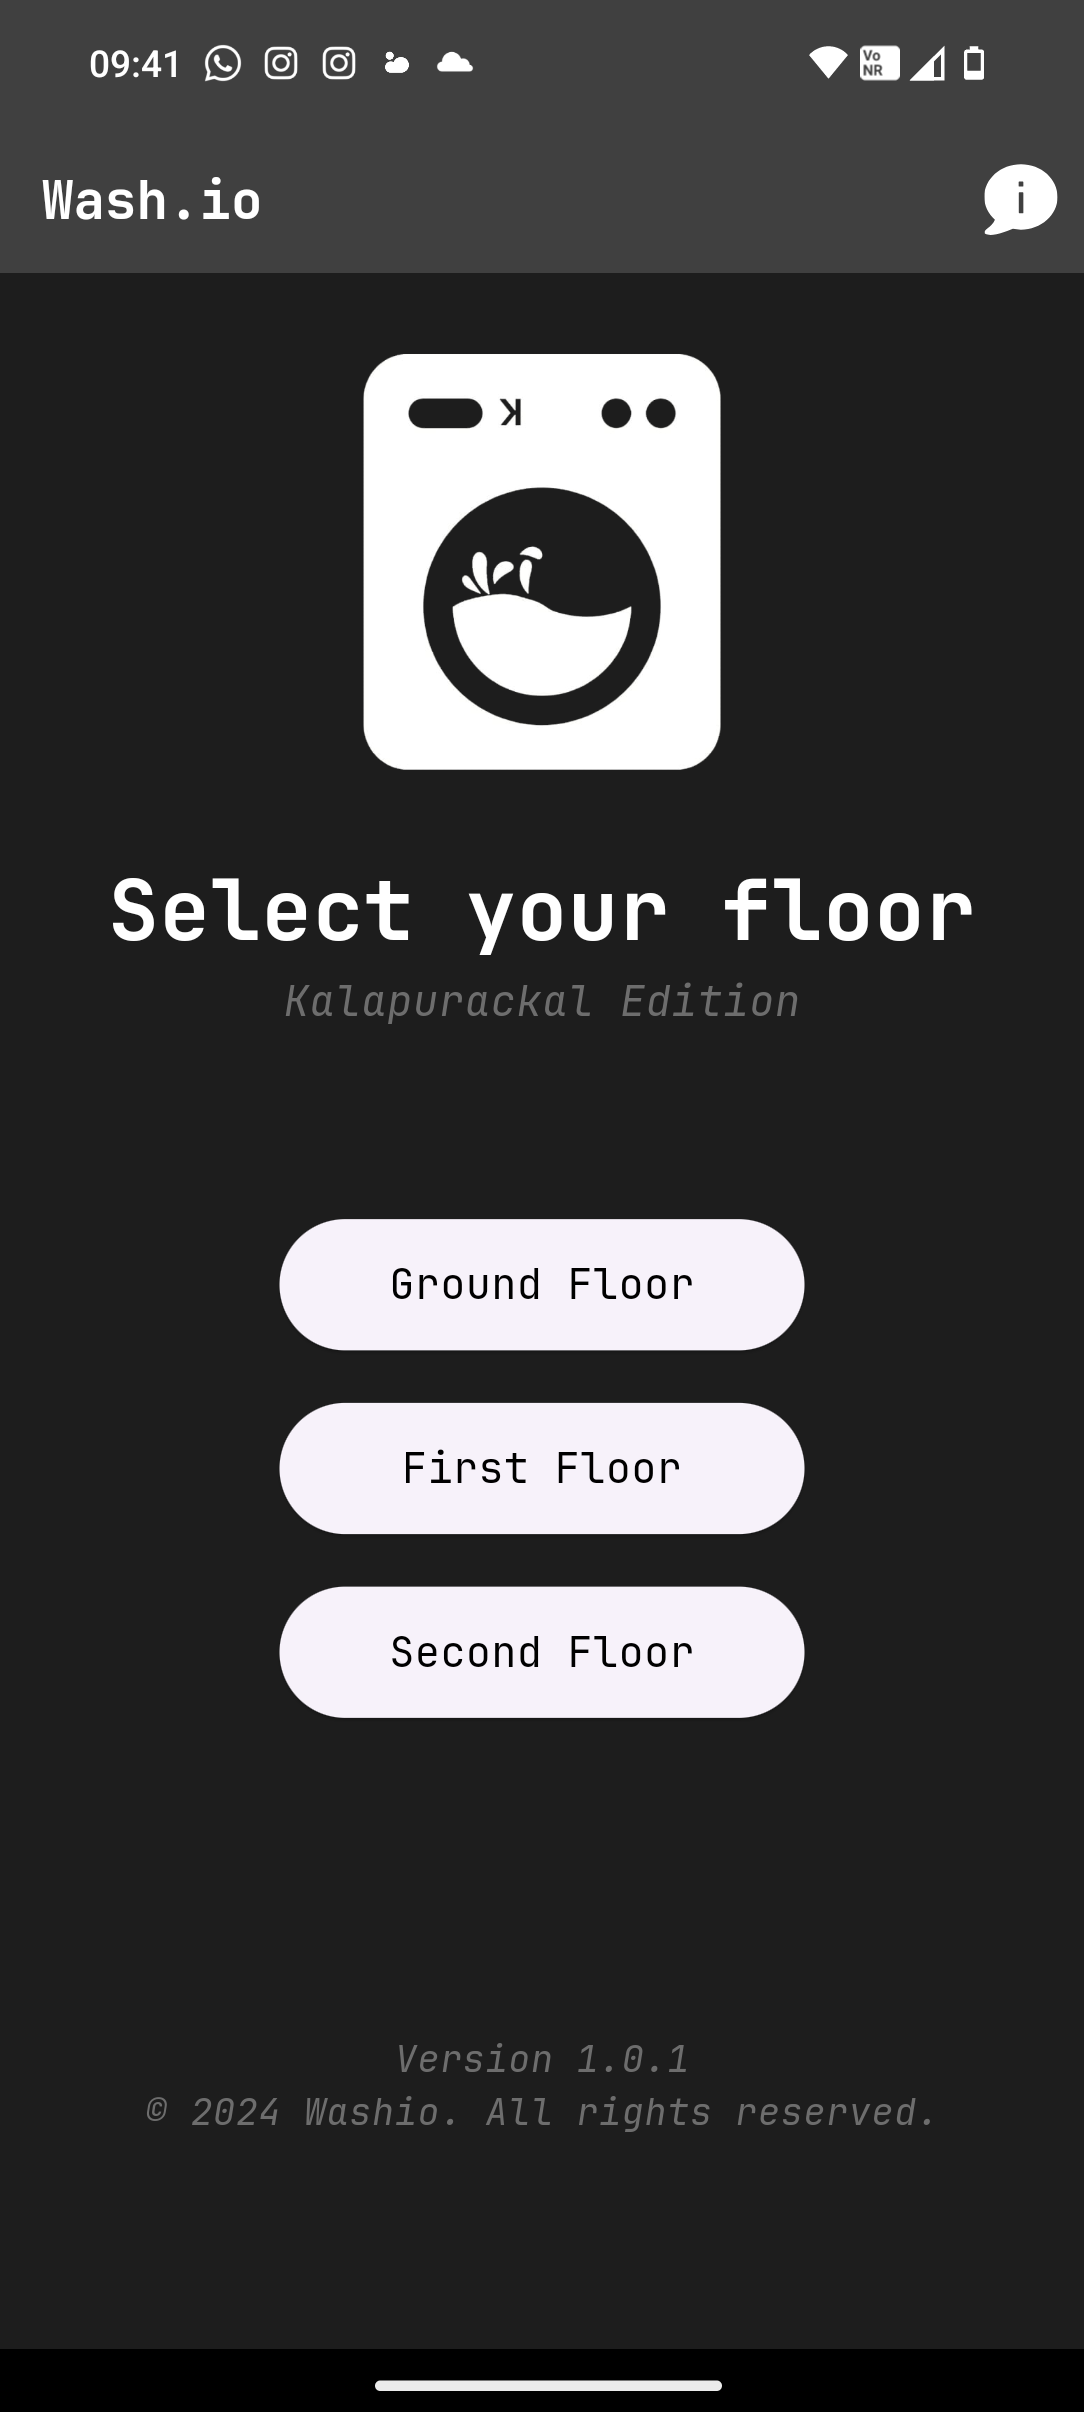 09:41
Vo
NR
Wash.io
i
K
Select your floor
Kalapurackal Edition
Ground Floor
First Floor
Second Floor
Version 1.0.1
© 2024 Washio. All rights reserved.